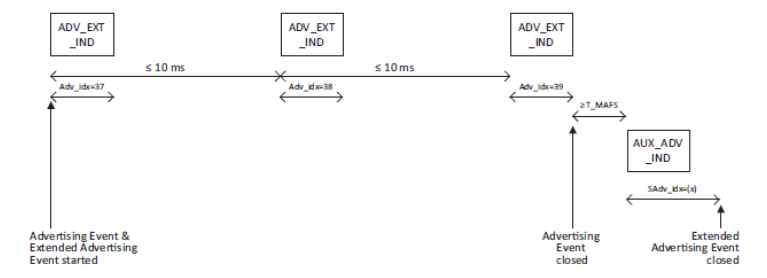 ADV_EXT
_IND
ADV_EXT
_IND
ADV_EXT
_IND
≤ 10 ms
≤ 10 ms
Adv_idx=37
Adv_idx=38
Adv_idx=39
≥T_MAFS
AUX_ADV
_IND
SAdv_idx=(x)
Advertising Event &
Extended Advertising
Event started
Advertising
Event
closed
Extended
Advertising Event
closed